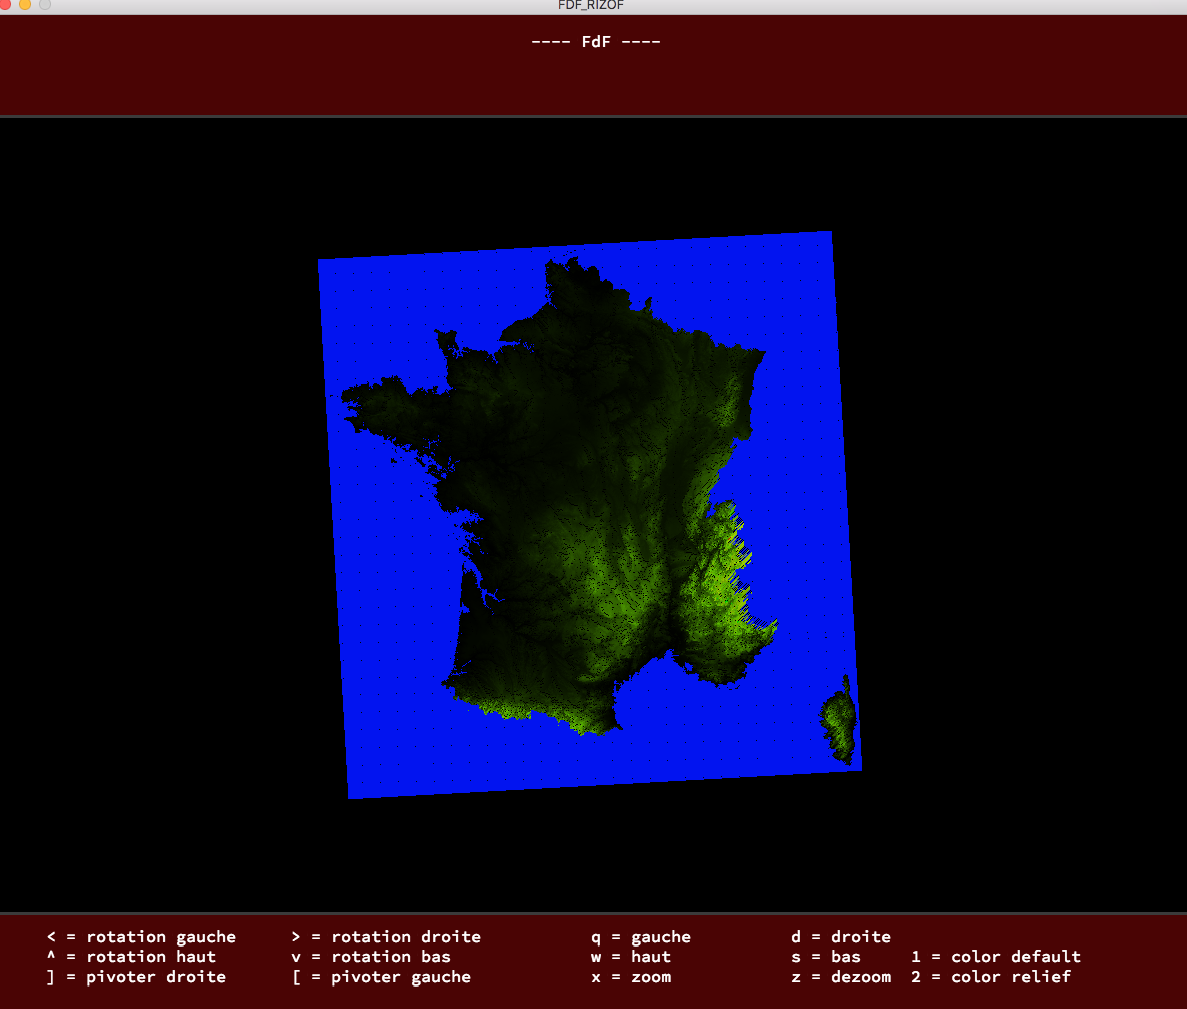 FDF_RIZOF
---- FdF ----
< = rotation gauche > = rotation droite q = gauche d = droite
^ = rotation haut v = rotation bas w = haut s = bas 1 = color default
] = pivoter droite [ = pivoter gauche x = zoom z = dezoom 2 = color relief